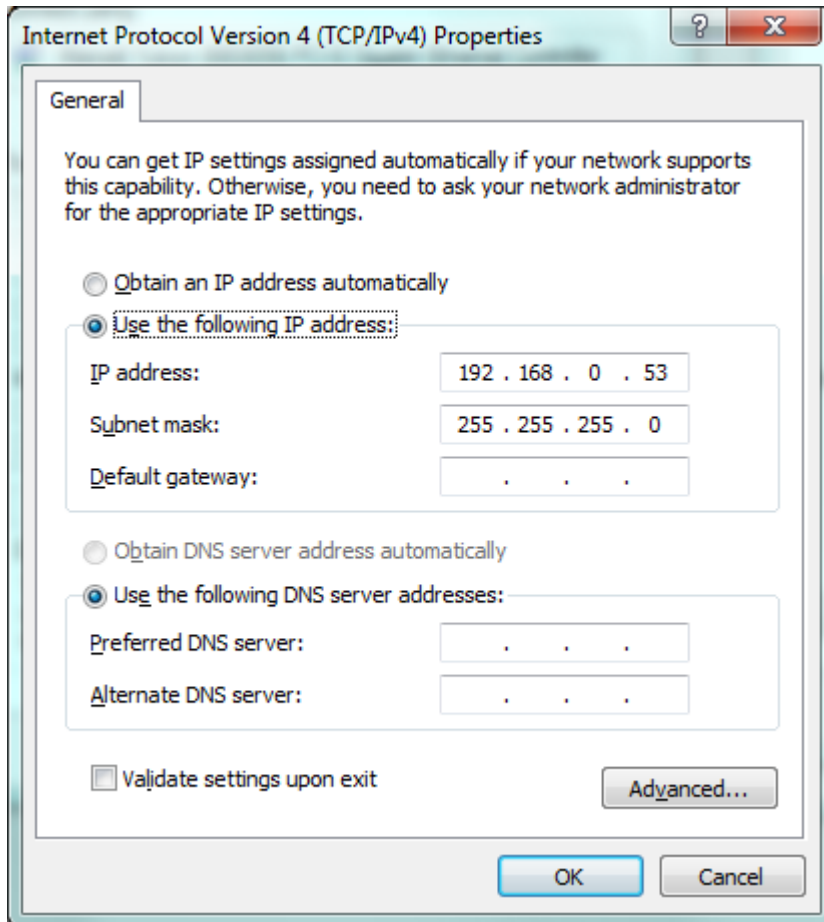 Internet Protocol Version 4 (TCP/IPv4) Properties
General
You can get IP settings assigned automatically if your network supports
this capability. Otherwise, you need to ask your network administrator
for the appropriate IP settings.
Obtain an IP address automatically
Use the following IP address:
IP address: 192 . 168 . 0 . 53
Subnet mask: 255 . 255 . 255 . 0
Default gateway: . . .
Obtain DNS server address automatically
Use the following DNS server addresses:
Preferred DNS server: . . .
Alternate DNS server: . . .
Validate settings upon exit
Advanced...
OK Cancel